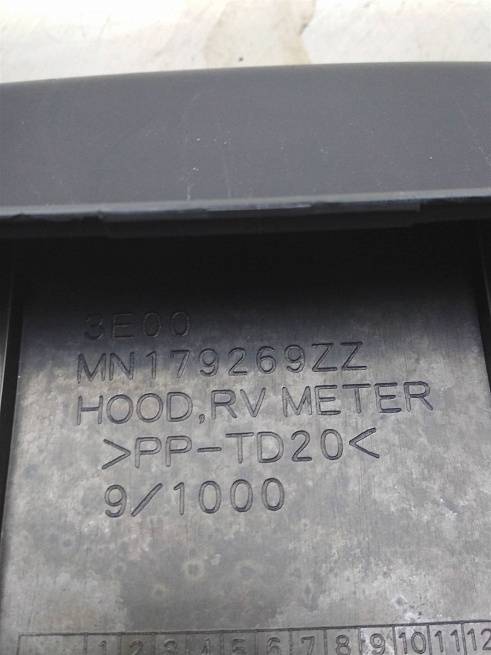 3E00
MN179269ZZ
HOOD,RV METER
>PP-TD20<
9/1000
1 2 3 4 5 6 7 8 9 10 11 12